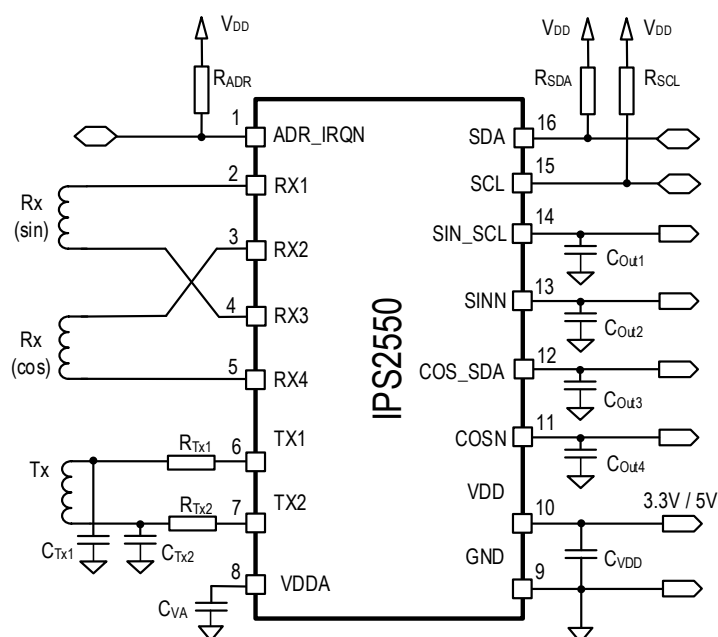 VDD
VDD
VDD
RADR
RSDA
RSCL
1
ADR_IRQN
SDA
16
2
RX1
SCL
15
Rx
(sin)
3
RX2
SIN_SCL
14
COut1
4
RX3
SINN
13
COut2
Rx
(cos)
5
RX4
COS_SDA
12
COut3
IPS2550
TX1
6
RTx1
COSN
11
COut4
Tx
TX2
7
RTx2
VDD
10
3.3V / 5V
CTx1
CTx2
8
VDDA
GND
9
CVDD
CVA